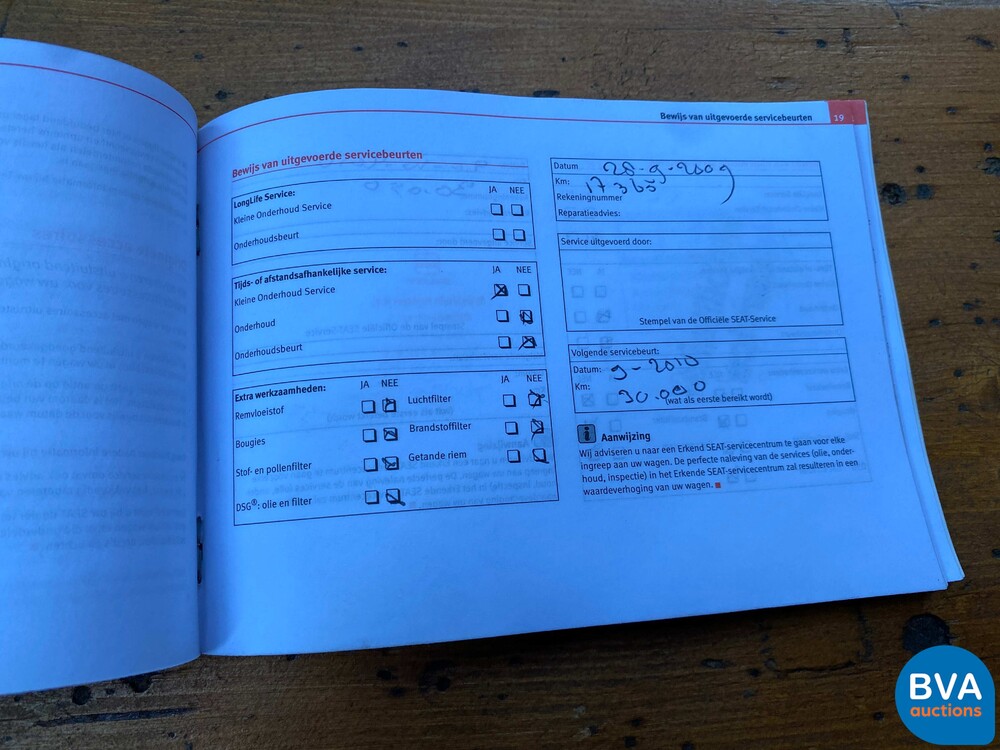 Bewijs van uitgevoerde servicebeurten 19
Bewijs van uitgevoerde servicebeurten
LongLife Service: JA NEE
Kleine Onderhoud Service
Onderhoudsbeurt
Tijds- of afstandsafhankelijke service: JA NEE
Kleine Onderhoud Service
Onderhoud
Onderhoudsbeurt
Extra werkzaamheden: JA NEE JA NEE
Remvloeistof Luchtfilter
Bougies Brandstoffilter
Stof- en pollenfilter Getande riem
DSG®: olie en filter
Datum 28-9-2009
Km: 17365
Rekeningnummer
Reparatieadvies:
Service uitgevoerd door:
Stempel van de Officiële SEAT-Service
Volgende servicebeurt:
Datum: 9-2010
Km: 30.000 (wat als eerste bereikt wordt)
Aanwijzing
Wij adviseren u naar een Erkend SEAT-servicecentrum te gaan voor elke
ingreep aan uw wagen. De perfecte naleving van de services (olie, onder-
houd, inspectie) in het Erkende SEAT-servicecentrum zal resulteren in een
waardeverhoging van uw wagen.
BVA
auctions